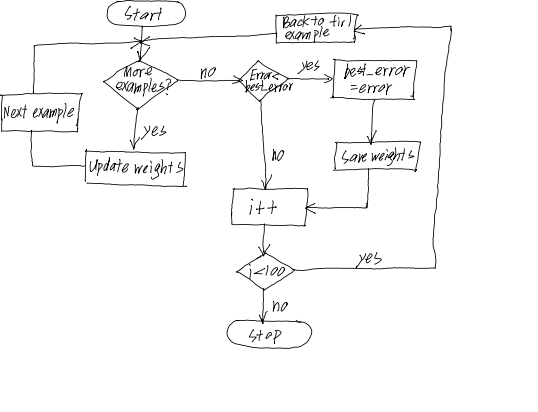 Start
Back to tirl
example
More
examples?
no
Error<
best_error
yes
best_error
=error
Next example
yes
Update weights
no
Save weights
i++
i<100
yes
no
Stop